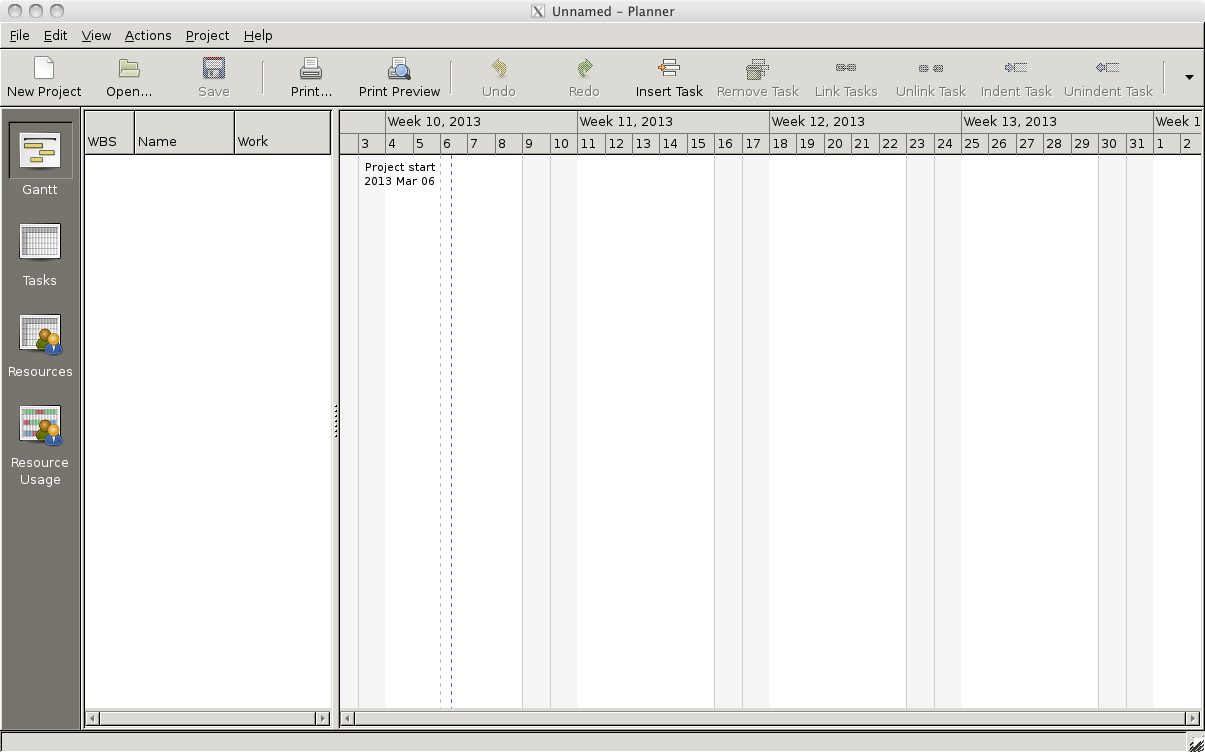 Unnamed – Planner
File Edit View Actions Project Help
New Project Open... Save Print... Print Preview Undo Redo Insert Task Remove Task Link Tasks Unlink Task Indent Task Unindent Task
WBS Name Work
Week 10, 2013 Week 11, 2013 Week 12, 2013 Week 13, 2013 Week 1
3 4 5 6 7 8 9 10 11 12 13 14 15 16 17 18 19 20 21 22 23 24 25 26 27 28 29 30 31 1 2
Project start
2013 Mar 06
Gantt
Tasks
Resources
Resource
Usage